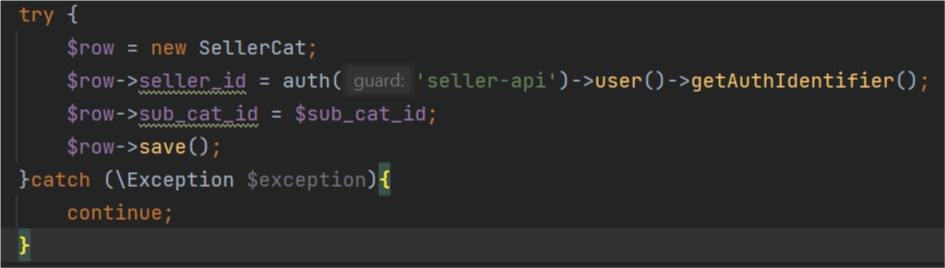 try {
$row = new SellerCat;
$row->seller_id = auth( guard: 'seller-api')->user()->getAuthIdentifier();
$row->sub_cat_id = $sub_cat_id;
$row->save();
}catch (\Exception $exception){
continue;
}